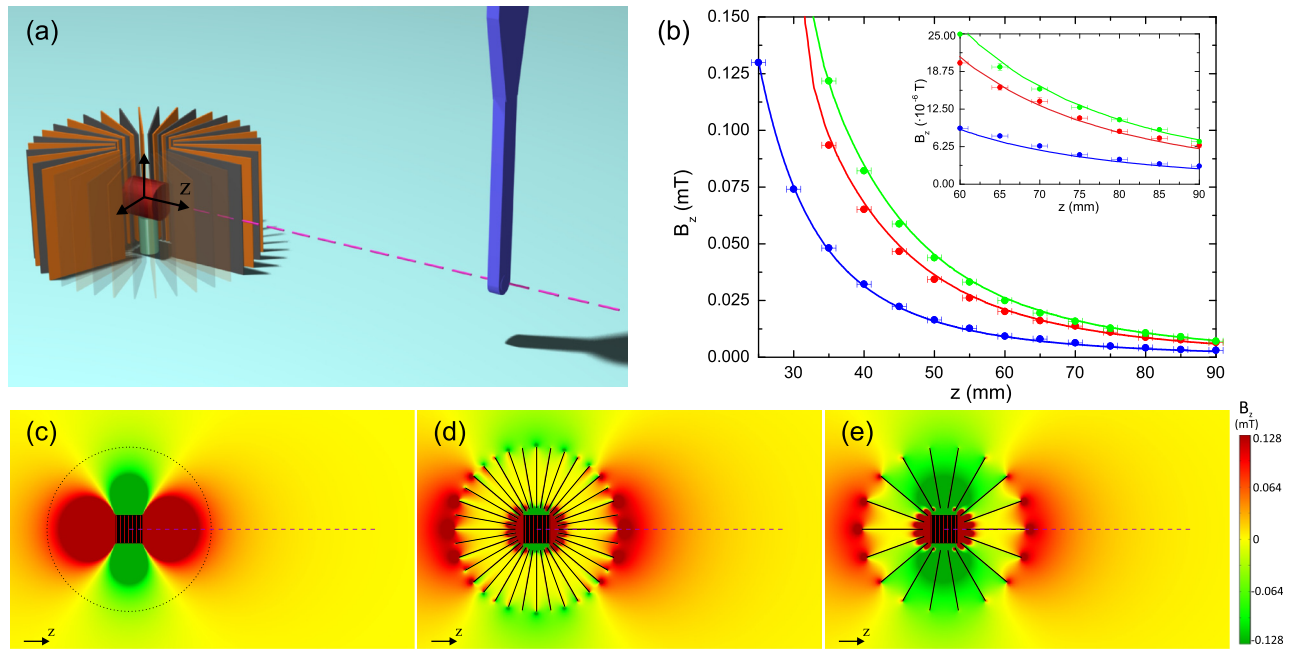 (a)
z
(b)
0.150
0.125
0.100
0.075
0.050
0.025
0.000
B_z (mT)
30 40 50 60 70 80 90
z (mm)
25.00
18.75
12.50
6.25
0.00
B_z (·10⁻⁶ T)
60 65 70 75 80 85 90
z (mm)
(c)
z
(d)
z
(e)
z
B_z
(mT)
0.128
0.064
0
-0.064
-0.128